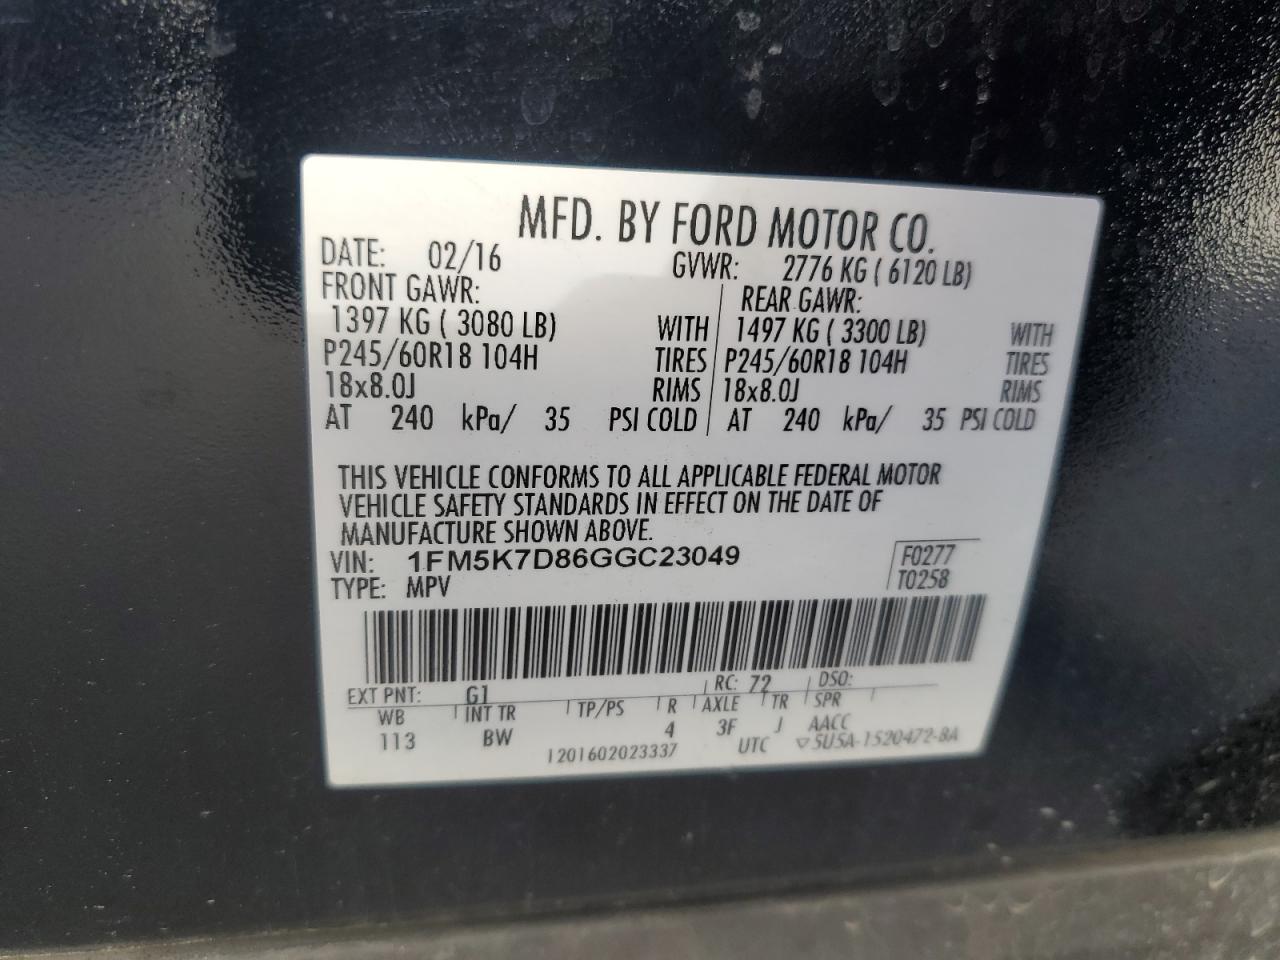 MFD. BY FORD MOTOR CO.
DATE: 02/16 GVWR: 2776 KG ( 6120 LB)
FRONT GAWR: REAR GAWR:
1397 KG ( 3080 LB) WITH 1497 KG ( 3300 LB) WITH
P245/60R18 104H TIRES P245/60R18 104H TIRES
18x8.0J RIMS 18x8.0J RIMS
AT 240 kPa/ 35 PSI COLD AT 240 kPa/ 35 PSI COLD
THIS VEHICLE CONFORMS TO ALL APPLICABLE FEDERAL MOTOR
VEHICLE SAFETY STANDARDS IN EFFECT ON THE DATE OF
MANUFACTURE SHOWN ABOVE.
VIN: 1FM5K7D86GGC23049 F0277
TYPE: MPV T0258
EXT PNT: G1 RC: 72 DSO:
WB INT TR TP/PS R AXLE TR SPR
113 BW 4 3F J AACC
1201602023337 UTC ▽5U5A-1520472-BA